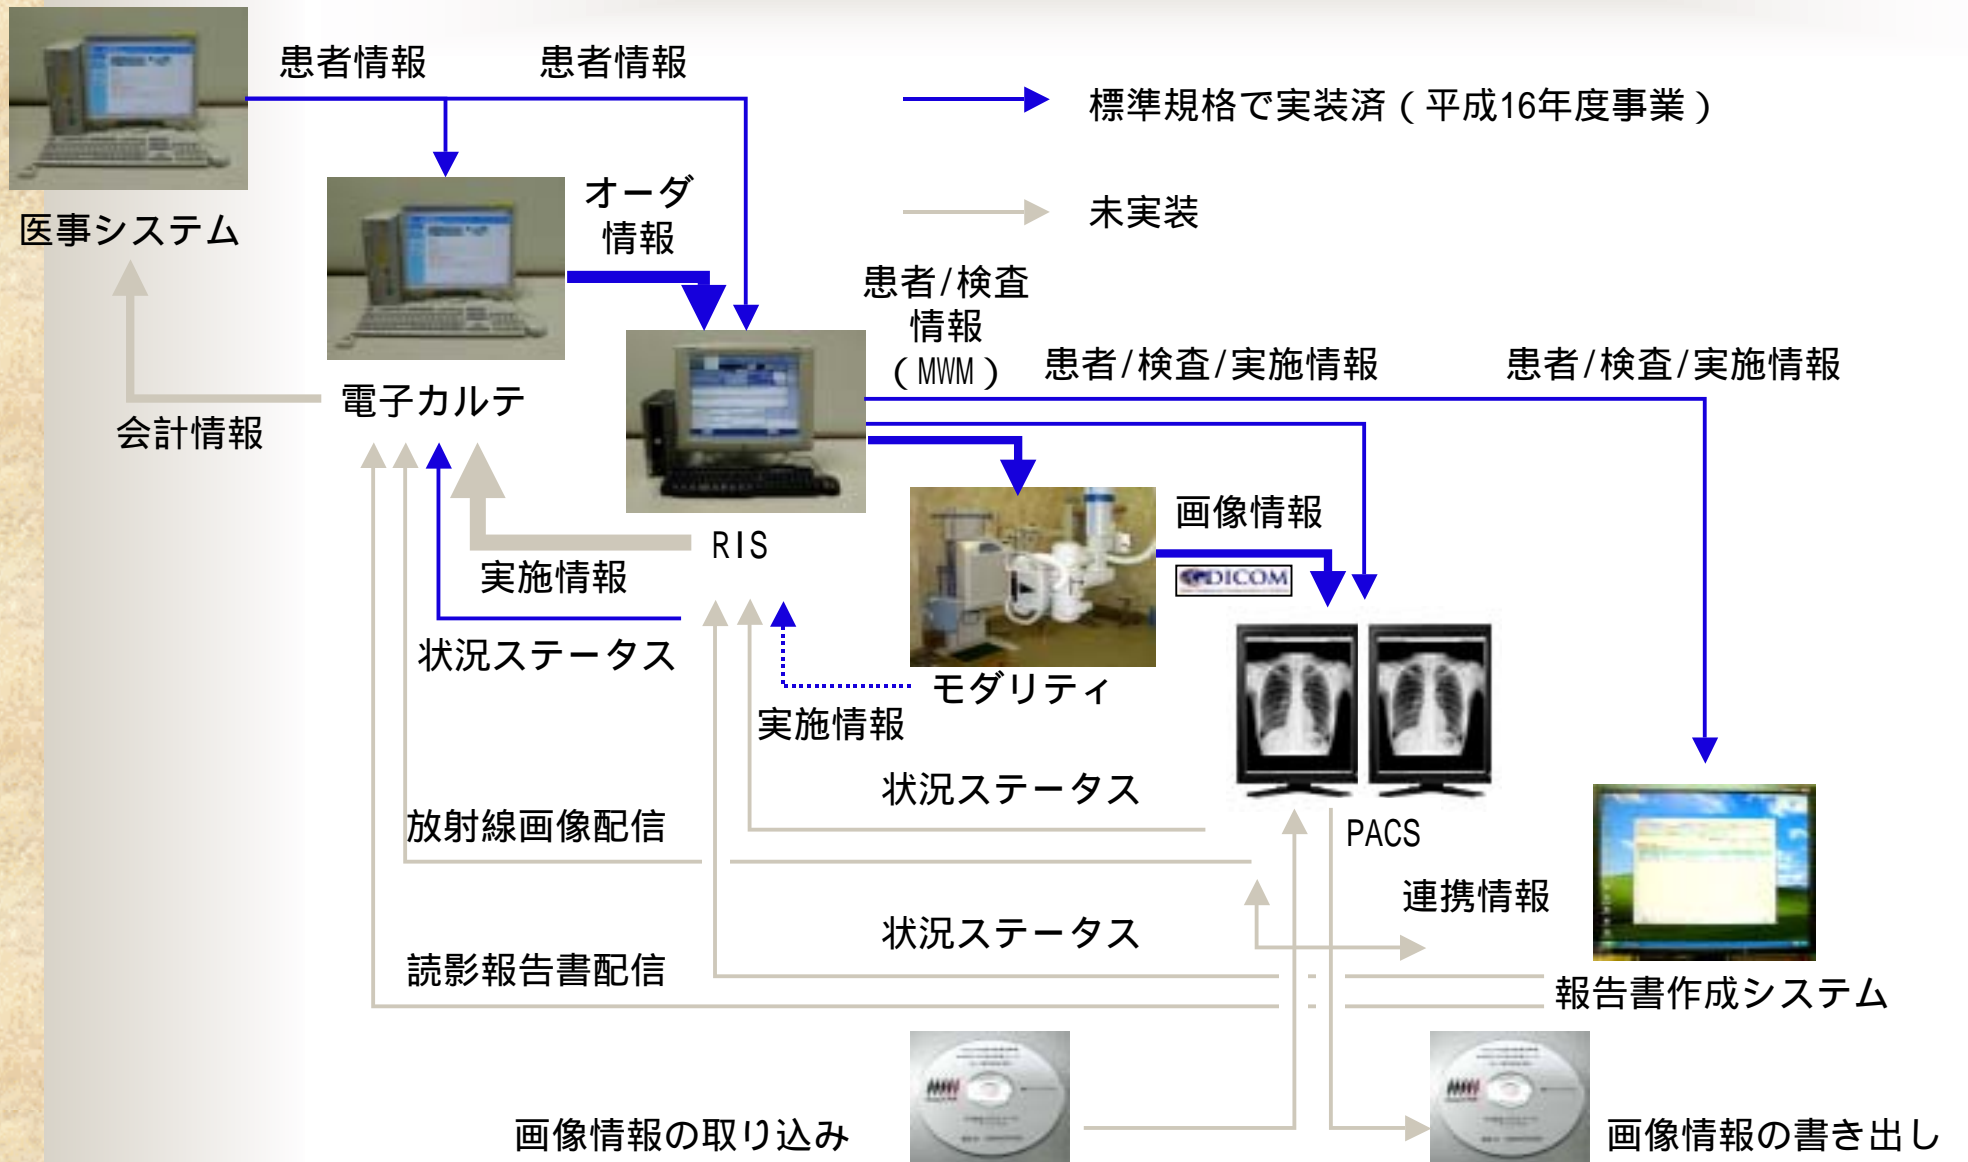 患者情報
患者情報
標準規格で実装済（平成16年度事業）
医事システム
オーダ
情報
未実装
患者/検査
情報
（MWM）
患者/検査/実施情報
患者/検査/実施情報
電子カルテ
会計情報
画像情報
DICOM
RIS
実施情報
状況ステータス
モダリティ
実施情報
状況ステータス
放射線画像配信
PACS
連携情報
状況ステータス
読影報告書配信
報告書作成システム
画像情報の取り込み
画像情報の書き出し